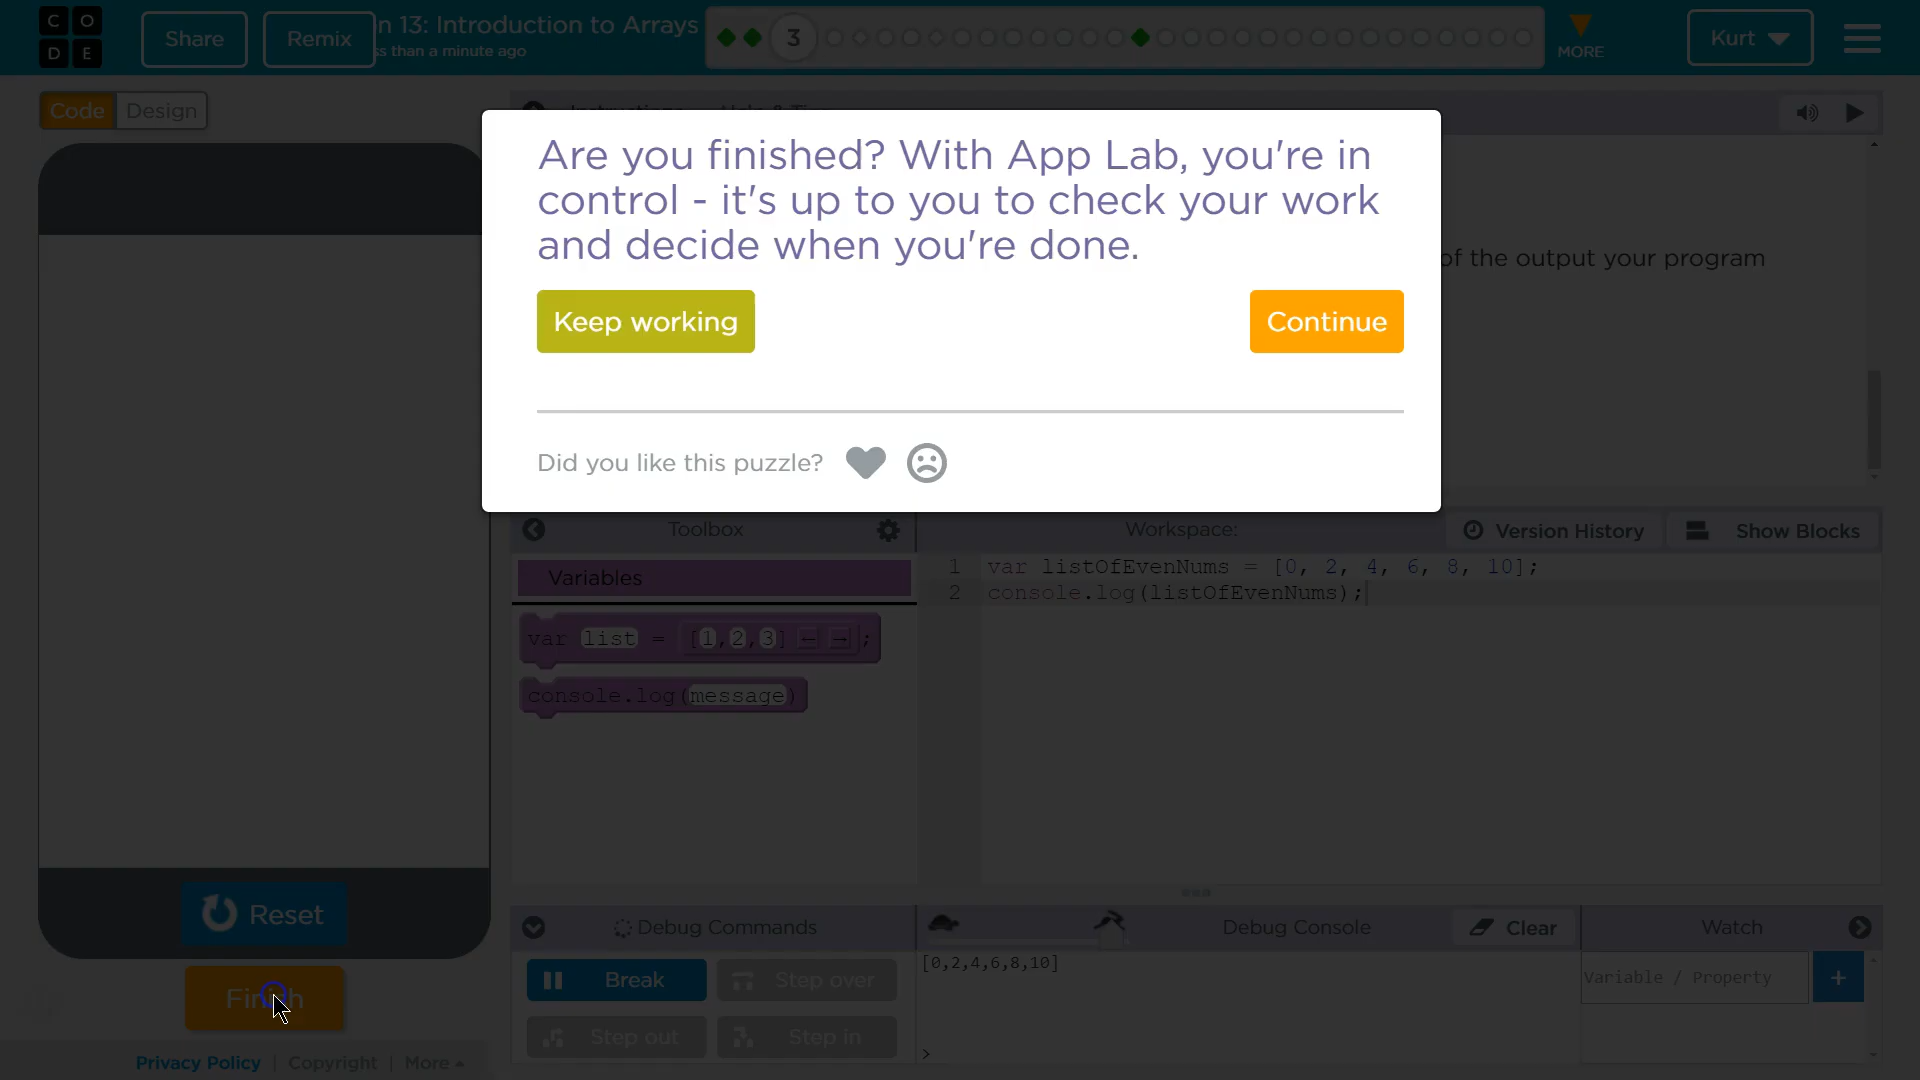 C O
D E
Share
Remix
n 13: Introduction to Arrays
ss than a minute ago
3
MORE
Kurt
Code
Design
Are you finished? With App Lab, you're in
control - it's up to you to check your work
and decide when you're done.
of the output your program
Keep working
Continue
Did you like this puzzle?
Toolbox
Workspace:
Version History
Show Blocks
Variables
1 var listOfEvenNums = [0, 2, 4, 6, 8, 10];
2 console.log(listOfEvenNums);
var list = [1,2,3] ← → ;
console.log(message)
Reset
Finish
Debug Commands
Debug Console
Clear
Watch
[0,2,4,6,8,10]
Break
Step over
Variable / Property
+
Step out
Step in
>
Privacy Policy | Copyright | More